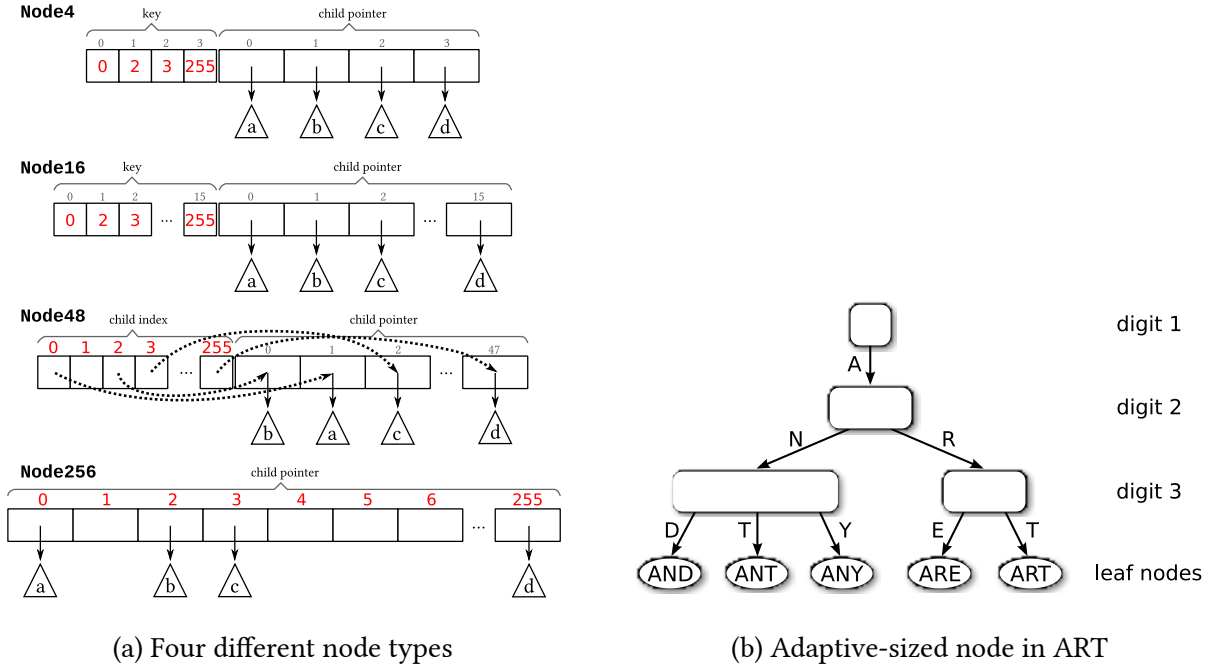 Node4
key child pointer
0 1 2 3 0 1 2 3
0 2 3 255
a b c d
Node16
key child pointer
0 1 2 15 0 1 2 15
0 2 3 ... 255 ...
a b c d
Node48
child index child pointer
0 1 2 3 255 0 1 2 47
... ...
b a c d
Node256
child pointer
0 1 2 3 4 5 6 255
...
a b c d
(a) Four different node types
digit 1
A
digit 2
N R
digit 3
D T Y E T
AND ANT ANY ARE ART leaf nodes
(b) Adaptive-sized node in ART